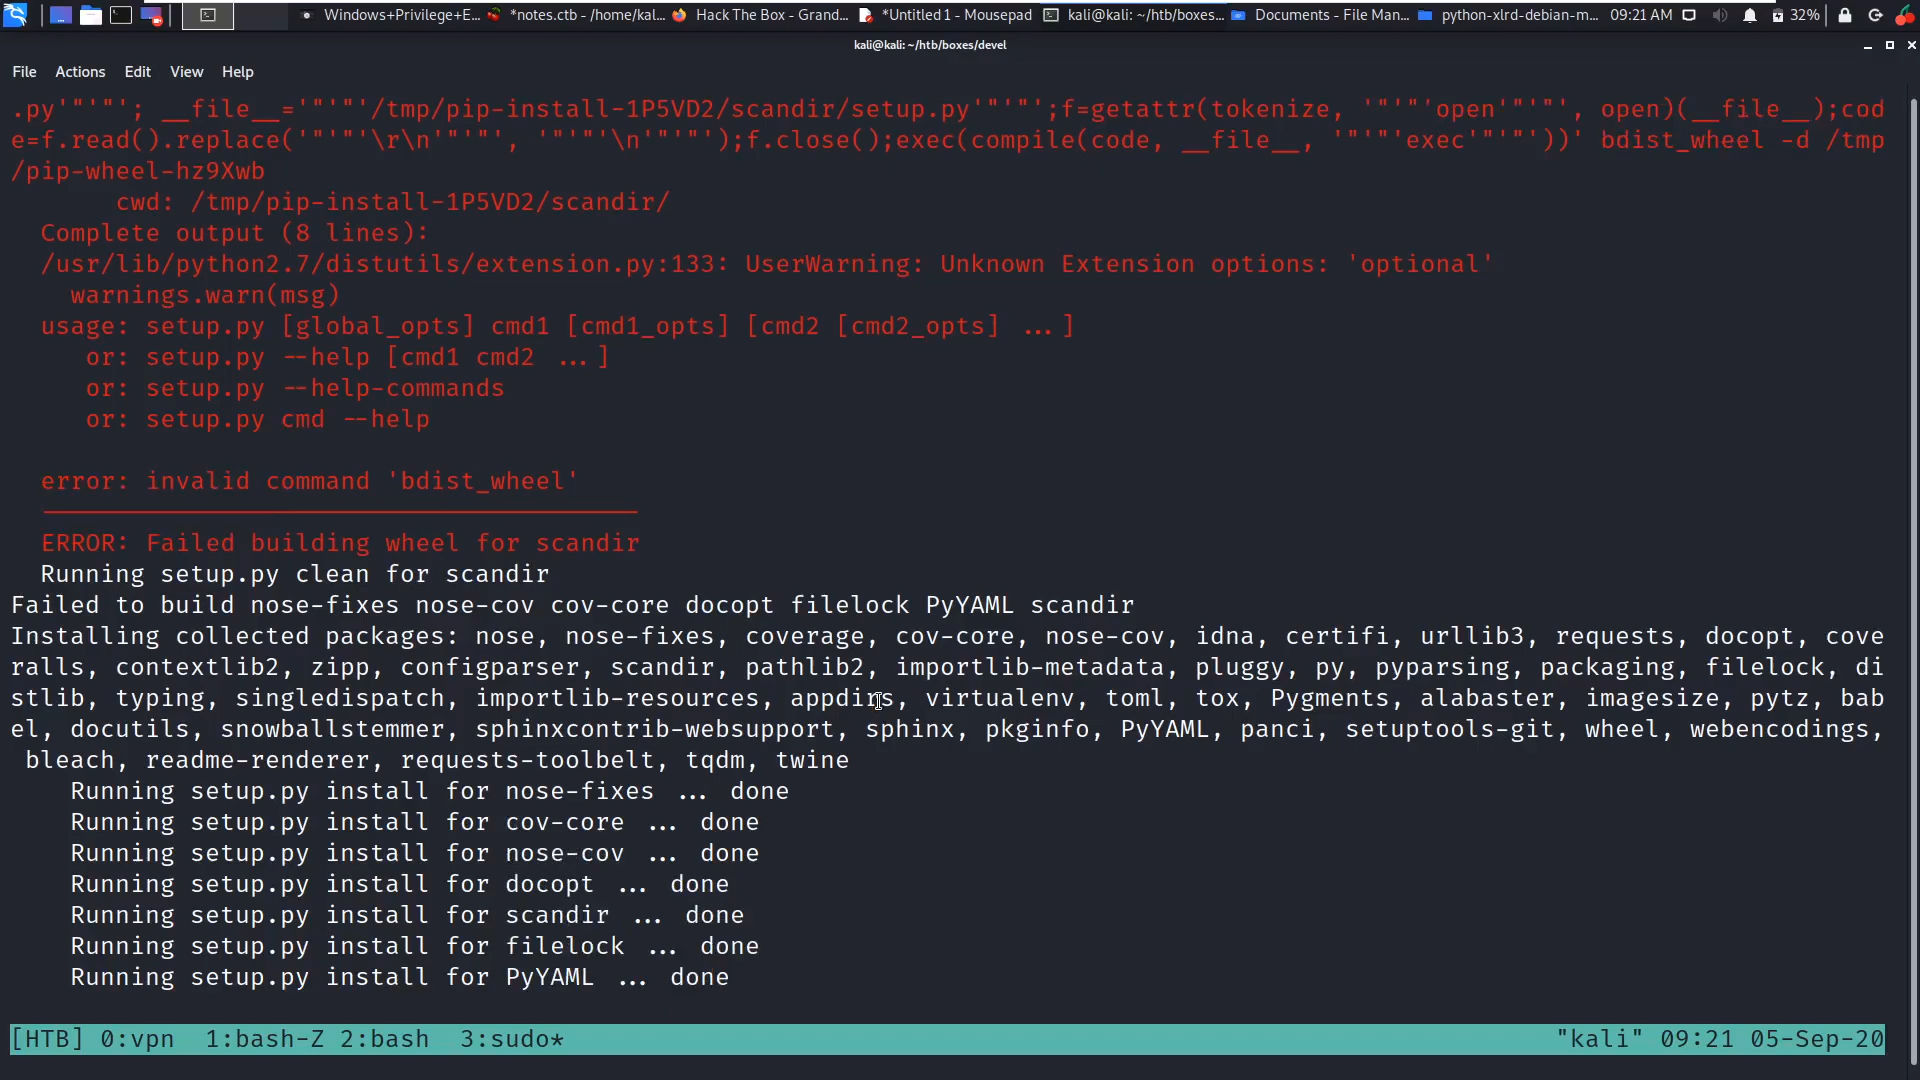 Windows+Privilege+E... *notes.ctb - /home/kal... Hack The Box - Grand... *Untitled 1 - Mousepad kali@kali: ~/htb/boxes... Documents - File Man... python-xlrd-debian-m... 09:21 AM 32%
kali@kali: ~/htb/boxes/devel
File Actions Edit View Help
.py'"'"'; __file__='"'"'/tmp/pip-install-1P5VD2/scandir/setup.py'"'"';f=getattr(tokenize, '"'"'open'"'"', open)(__file__);cod
e=f.read().replace('"'"'\r\n'"'"', '"'"'\n'"'"');f.close();exec(compile(code, __file__, '"'"'exec'"'"'))' bdist_wheel -d /tmp
/pip-wheel-hz9Xwb
cwd: /tmp/pip-install-1P5VD2/scandir/
Complete output (8 lines):
/usr/lib/python2.7/distutils/extension.py:133: UserWarning: Unknown Extension options: 'optional'
warnings.warn(msg)
usage: setup.py [global_opts] cmd1 [cmd1_opts] [cmd2 [cmd2_opts] ...]
or: setup.py --help [cmd1 cmd2 ...]
or: setup.py --help-commands
or: setup.py cmd --help
error: invalid command 'bdist_wheel'
----------------------------------------
ERROR: Failed building wheel for scandir
Running setup.py clean for scandir
Failed to build nose-fixes nose-cov cov-core docopt filelock PyYAML scandir
Installing collected packages: nose, nose-fixes, coverage, cov-core, nose-cov, idna, certifi, urllib3, requests, docopt, cove
ralls, contextlib2, zipp, configparser, scandir, pathlib2, importlib-metadata, pluggy, py, pyparsing, packaging, filelock, di
stlib, typing, singledispatch, importlib-resources, appdirs, virtualenv, toml, tox, Pygments, alabaster, imagesize, pytz, bab
el, docutils, snowballstemmer, sphinxcontrib-websupport, sphinx, pkginfo, PyYAML, panci, setuptools-git, wheel, webencodings,
bleach, readme-renderer, requests-toolbelt, tqdm, twine
Running setup.py install for nose-fixes ... done
Running setup.py install for cov-core ... done
Running setup.py install for nose-cov ... done
Running setup.py install for docopt ... done
Running setup.py install for scandir ... done
Running setup.py install for filelock ... done
Running setup.py install for PyYAML ... done
[HTB] 0:vpn 1:bash-Z 2:bash 3:sudo* "kali" 09:21 05-Sep-20